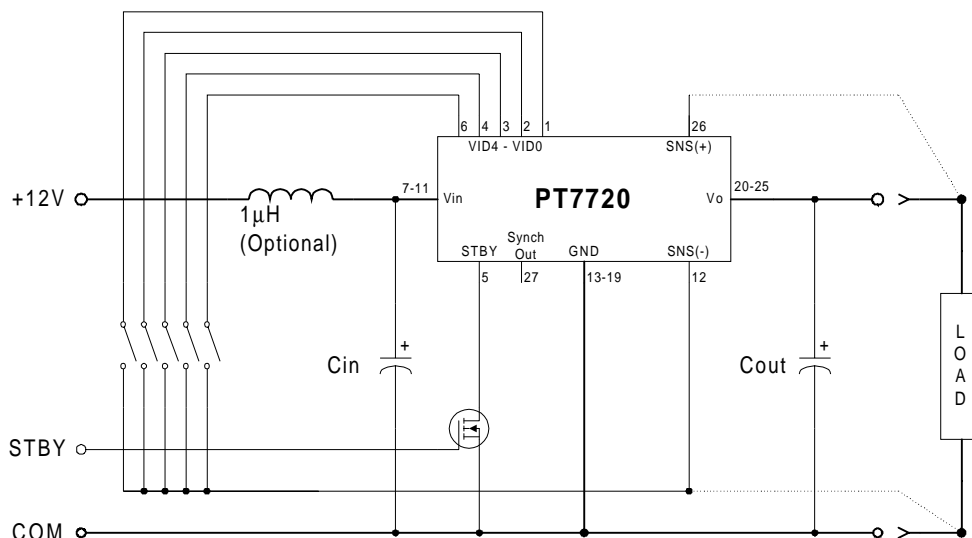 6 4 3 2 1 26
VID4 - VID0 SNS(+)
+12V 7-11 Vin PT7720 Vo 20-25
1µH
(Optional)
STBY Synch Out GND SNS(-)
5 27 13-19 12
+ +
Cin Cout
L
O
A
D
STBY
COM